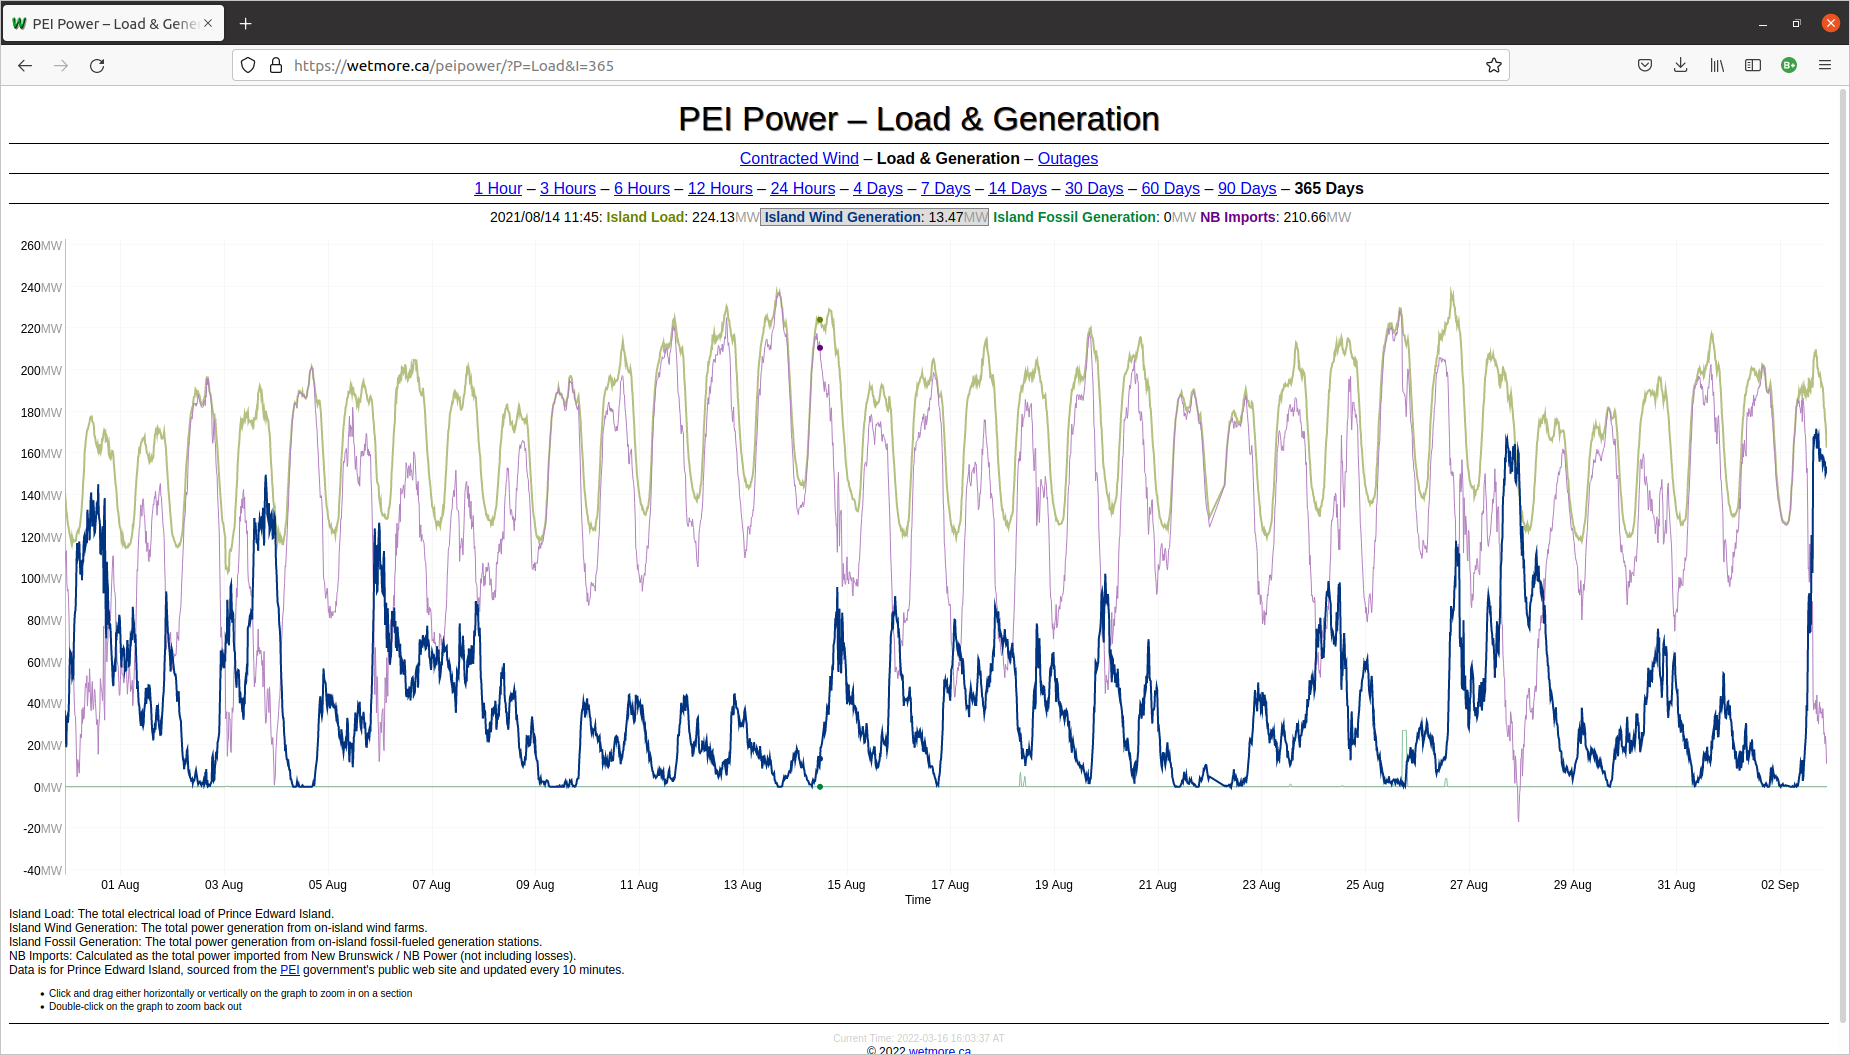 PEI Power – Load & Gene
https://wetmore.ca/peipower/?P=Load&I=365
B+
PEI Power – Load & Generation
Contracted Wind – Load & Generation – Outages
1 Hour – 3 Hours – 6 Hours – 12 Hours – 24 Hours – 4 Days – 7 Days – 14 Days – 30 Days – 60 Days – 90 Days – 365 Days
2021/08/14 11:45: Island Load: 224.13MW Island Wind Generation: 13.47MW Island Fossil Generation: 0MW NB Imports: 210.66MW
260MW
240MW
220MW
200MW
180MW
160MW
140MW
120MW
100MW
80MW
60MW
40MW
20MW
0MW
-20MW
-40MW
01 Aug 03 Aug 05 Aug 07 Aug 09 Aug 11 Aug 13 Aug 15 Aug 17 Aug 19 Aug 21 Aug 23 Aug 25 Aug 27 Aug 29 Aug 31 Aug 02 Sep
Time
Island Load: The total electrical load of Prince Edward Island.
Island Wind Generation: The total power generation from on-island wind farms.
Island Fossil Generation: The total power generation from on-island fossil-fueled generation stations.
NB Imports: Calculated as the total power imported from New Brunswick / NB Power (not including losses).
Data is for Prince Edward Island, sourced from the PEI government's public web site and updated every 10 minutes.
• Click and drag either horizontally or vertically on the graph to zoom in on a section
• Double-click on the graph to zoom back out
Current Time: 2022-03-16 16:03:37 AT
© 2022 wetmore.ca